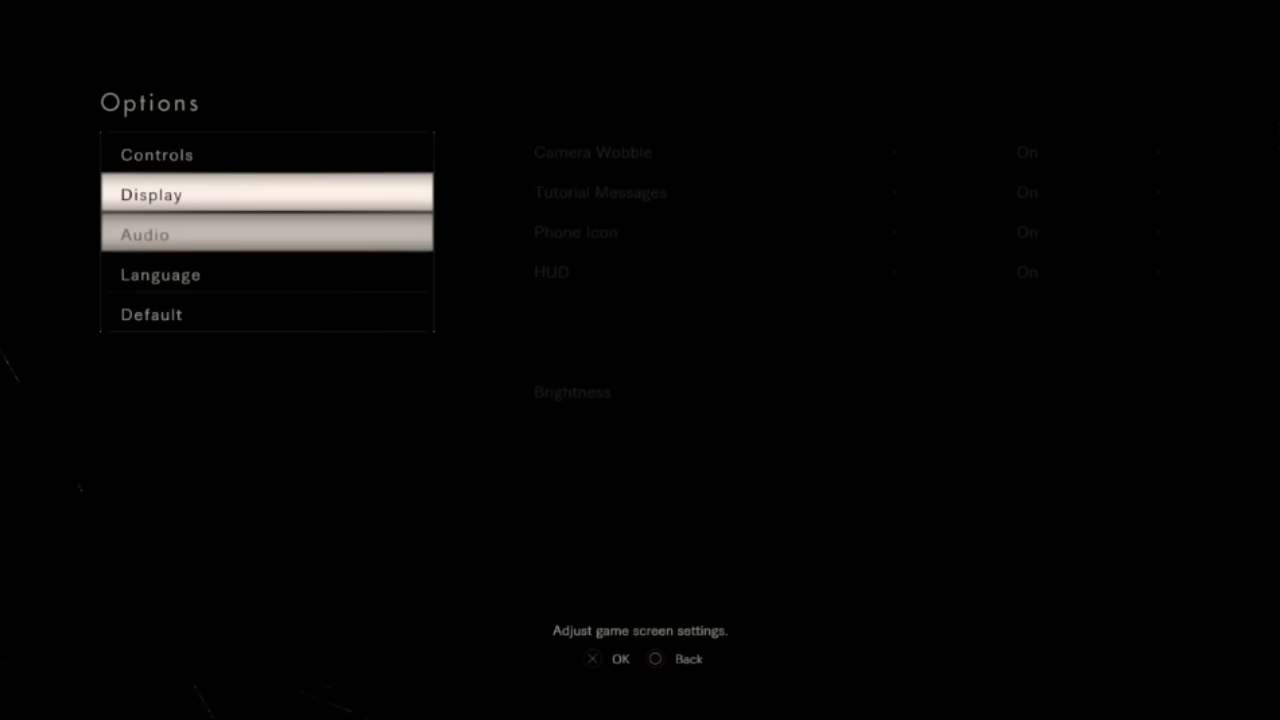 Options
Controls
Display
Audio
Language
Default
Camera Wobble On
Tutorial Messages On
Phone Icon On
HUD On
Brightness
Adjust game screen settings.
OK Back